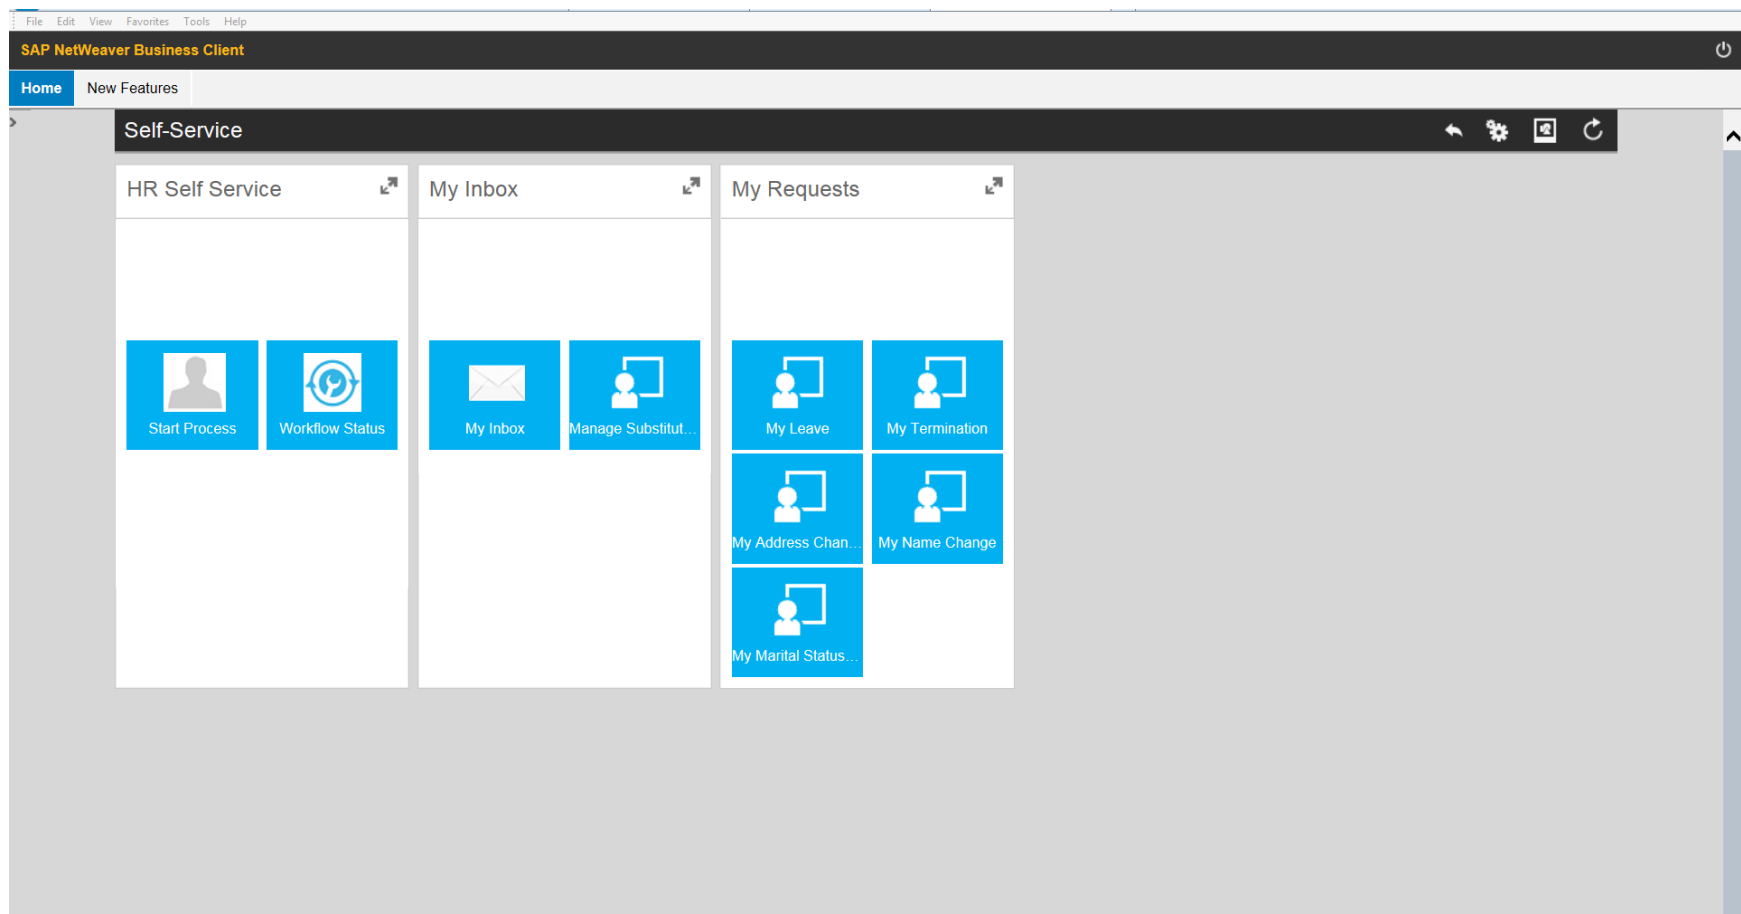 File Edit View Favorites Tools Help
SAP NetWeaver Business Client
Home New Features
Self-Service
HR Self Service
My Inbox
My Requests
Start Process
Workflow Status
My Inbox
Manage Substitut...
My Leave
My Termination
My Address Chan...
My Name Change
My Marital Status...